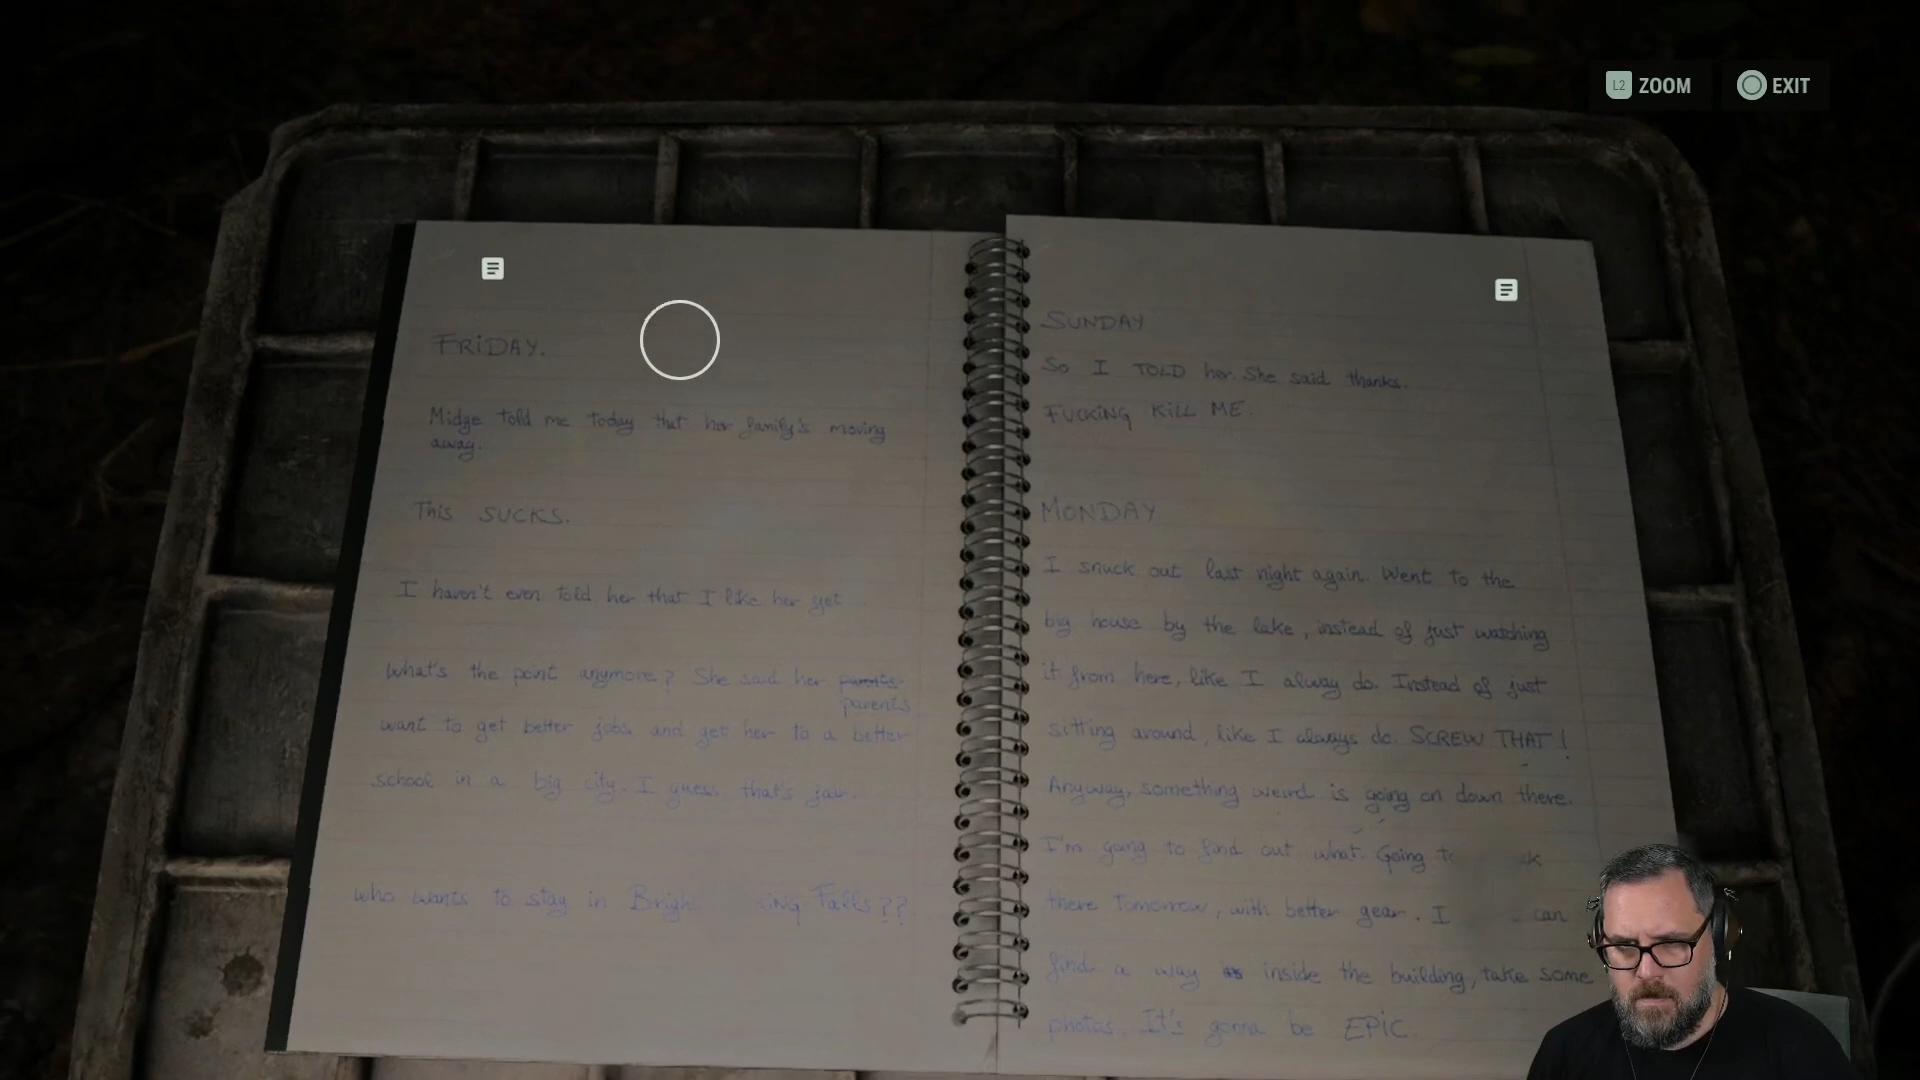 L2 ZOOM EXIT
FRIDAY.
Midge told me today that her family's moving
away.
This SUCKS.
I haven't even told her that I like her yet
what's the point anymore? She said her parents
parents
want to get better jobs and get her to a better
school in a big city. I guess that's fair.
who wants to stay in Brigh king Falls??
SUNDAY
So I TOLD her. She said thanks.
FUCKING KILL ME.
MONDAY
I snuck out last night again. Went to the
big house by the lake, instead of just watching
it from here, like I alway do. Instead of just
sitting around, like I always do. SCREW THAT!
Anyway, something weird is going on down there.
I'm going to find out what. Going to
there Tomorrow, with better gear. I can
find a way inside the building, take some
photos. It's gonna be EPIC.